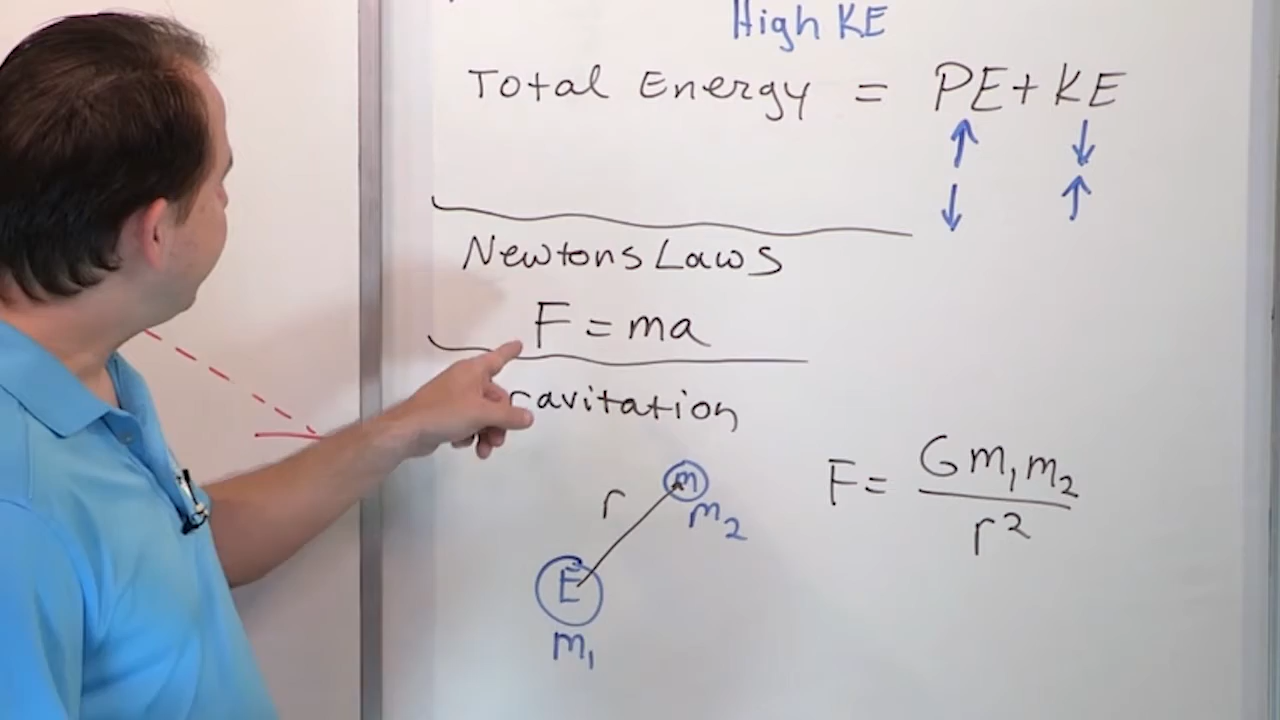 High KE
Total Energy = PE + KE
↑ ↓
↓ ↑
Newtons Laws
F = ma
ravitation
m
r
m₂
E
m₁
F = Gm₁m₂/r²